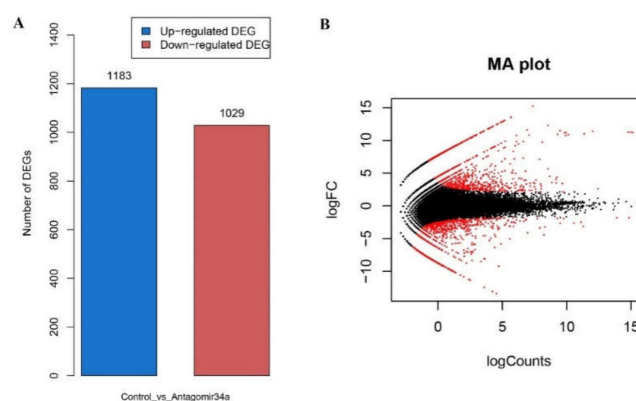 A
Up-regulated DEG
Down-regulated DEG
1400
1200
1000
800
600
400
200
0
Number of DEGs
1183
1029
Control_vs_Antagomir34a
B
MA plot
15
10
5
0
−5
−10
logFC
0 5 10 15
logCounts